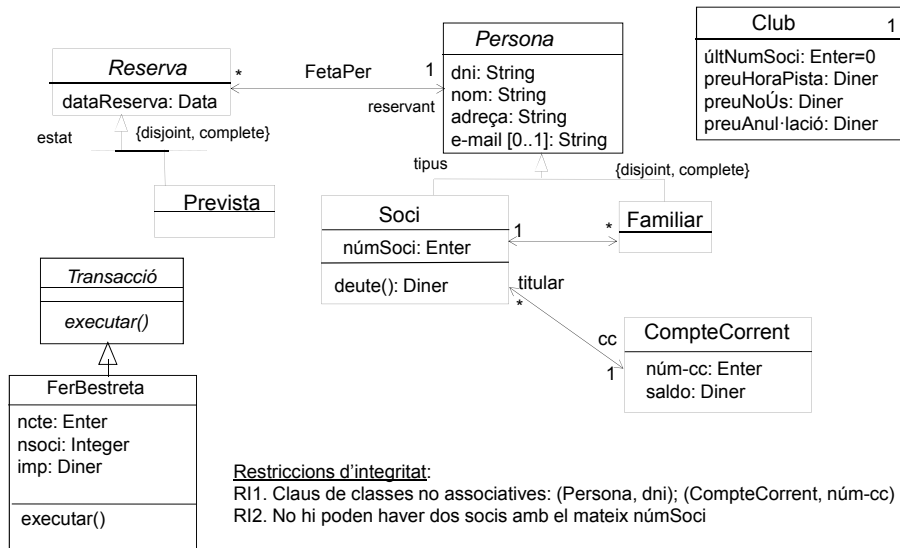 Club
1
últNumSoci: Enter=0
preuHoraPista: Diner
preuNoÚs: Diner
preuAnul·lació: Diner
Persona
dni: String
nom: String
adreça: String
e-mail [0..1]: String
Reserva
dataReserva: Data
*
FetaPer
1
reservant
estat
{disjoint, complete}
Prevista
tipus
{disjoint, complete}
Soci
númSoci: Enter
deute(): Diner
1
*
Familiar
titular
*
cc
1
CompteCorrent
núm-cc: Enter
saldo: Diner
Transacció
executar()
FerBestreta
ncte: Enter
nsoci: Integer
imp: Diner
executar()
Restriccions d'integritat:
RI1. Claus de classes no associatives: (Persona, dni); (CompteCorrent, núm-cc)
RI2. No hi poden haver dos socis amb el mateix númSoci